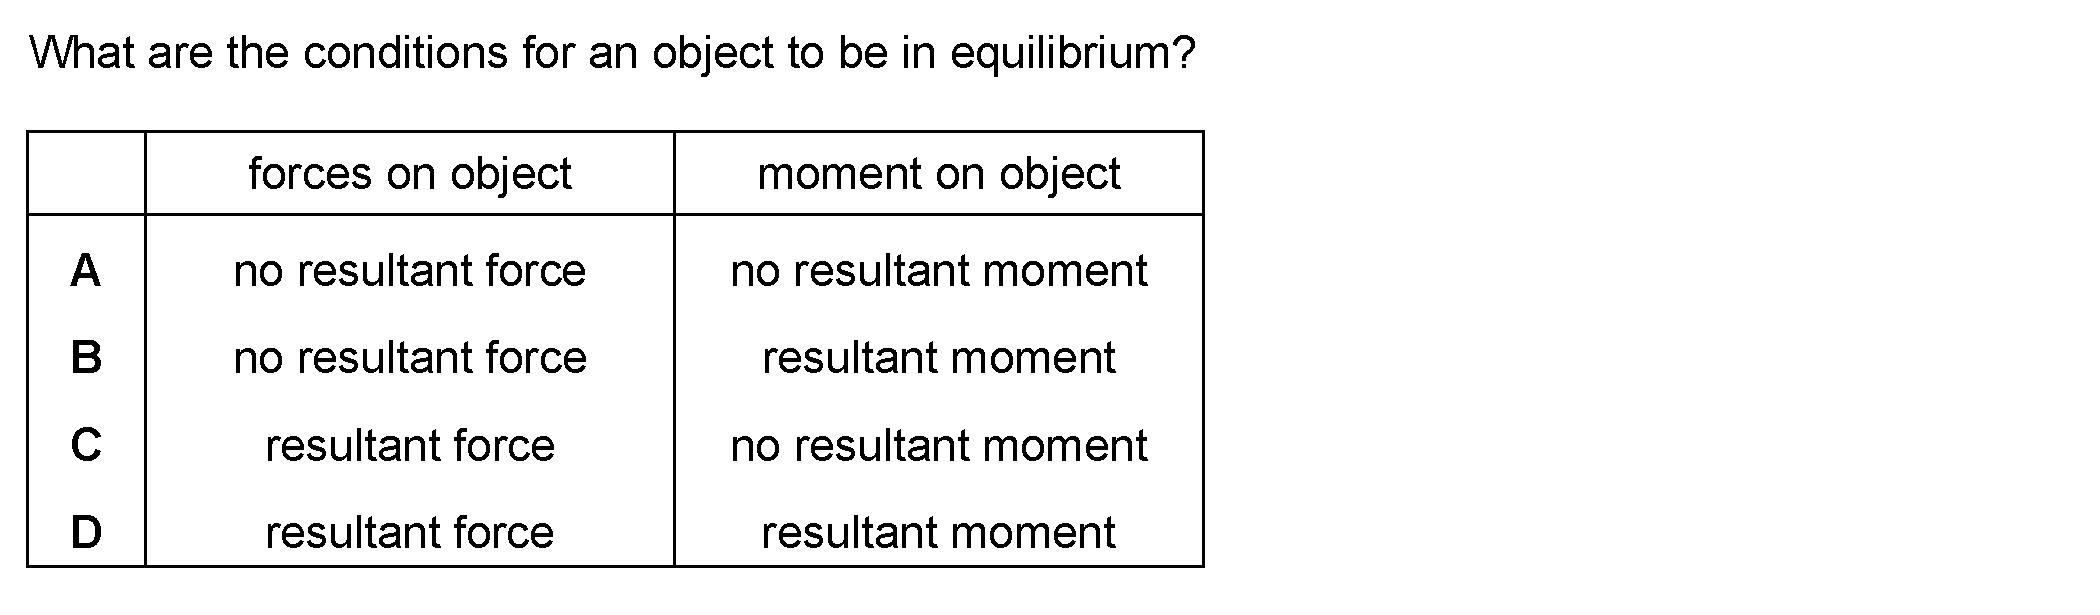 What are the conditions for an object to be in equilibrium?
forces on object moment on object
A no resultant force no resultant moment
B no resultant force resultant moment
C resultant force no resultant moment
D resultant force resultant moment